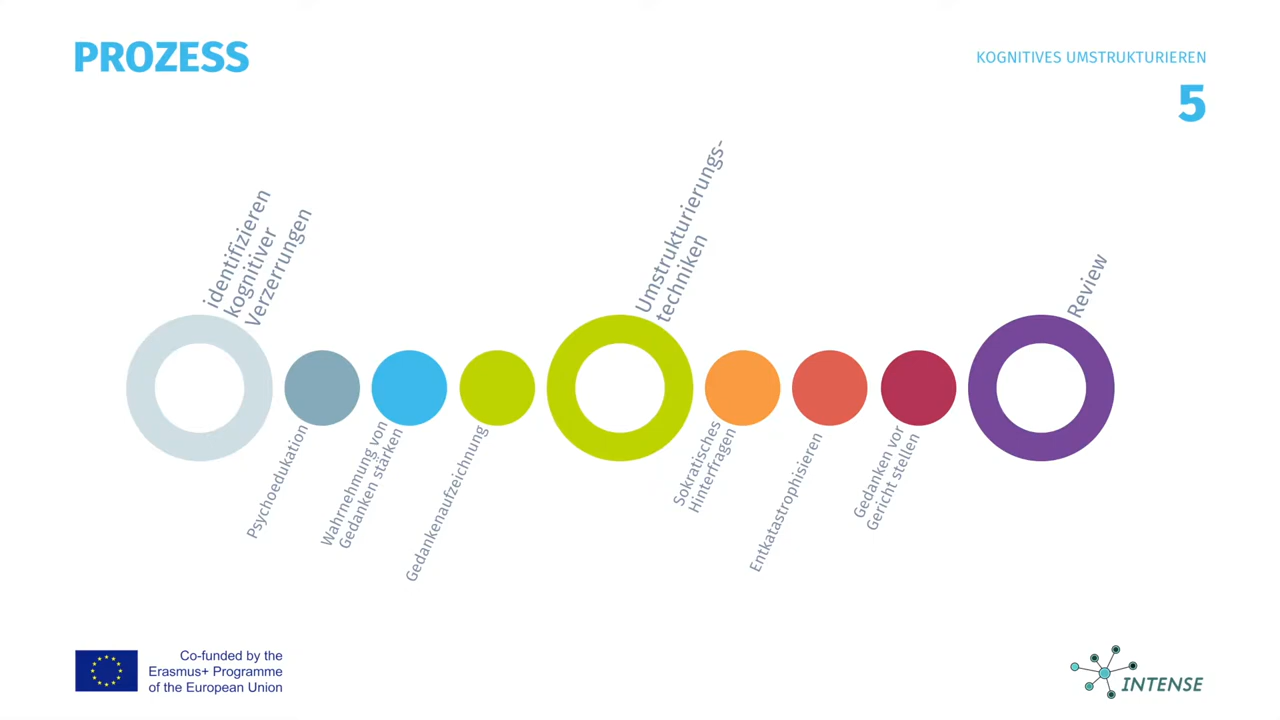 PROZESS
KOGNITIVES UMSTRUKTURIEREN
5
identifizieren
kognitiver
Verzerrungen
Umstrukturierungs-
techniken
Review
Psychoedukation
Wahrnehmung von
Gedanken stärken
Gedankenaufzeichnung
Sokratisches
Hinterfragen
Entkatastrophisieren
Gedanken vor
Gericht stellen
Co-funded by the
Erasmus+ Programme
of the European Union
INTENSE